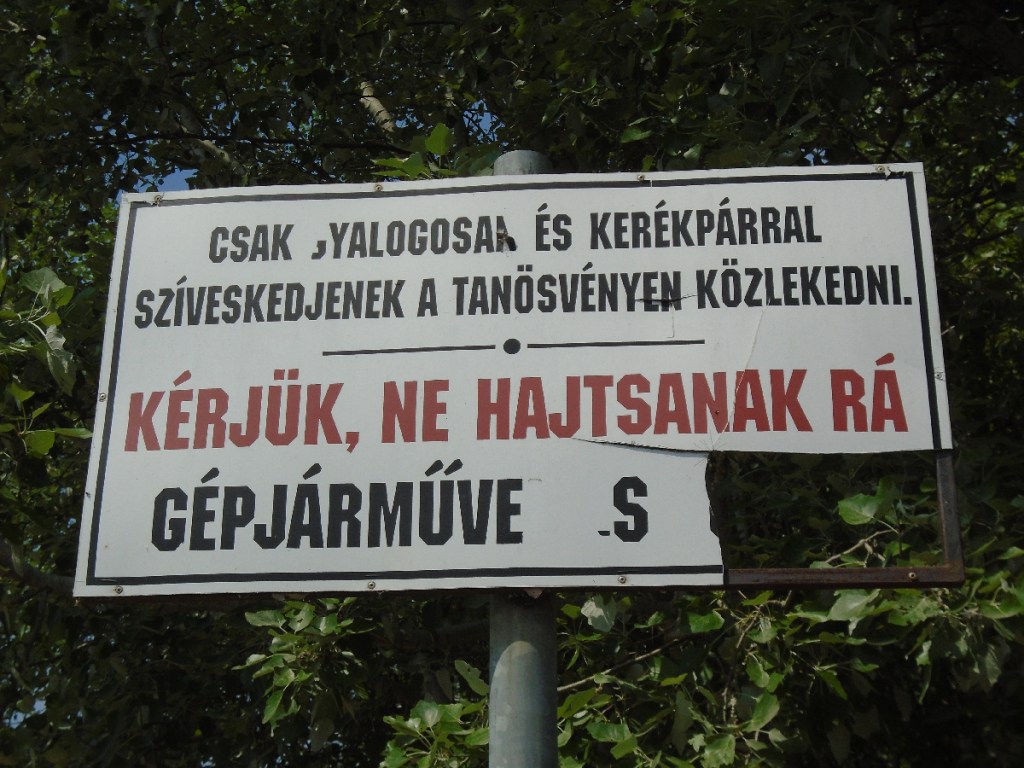 CSAK YALOGOSAN ÉS KERÉKPÁRRAL
SZÍVESKEDJENEK A TANÖSVÉNYEN KÖZLEKEDNI.
KÉRJÜK, NE HAJTSANAK RÁ
GÉPJÁRMŰVE S